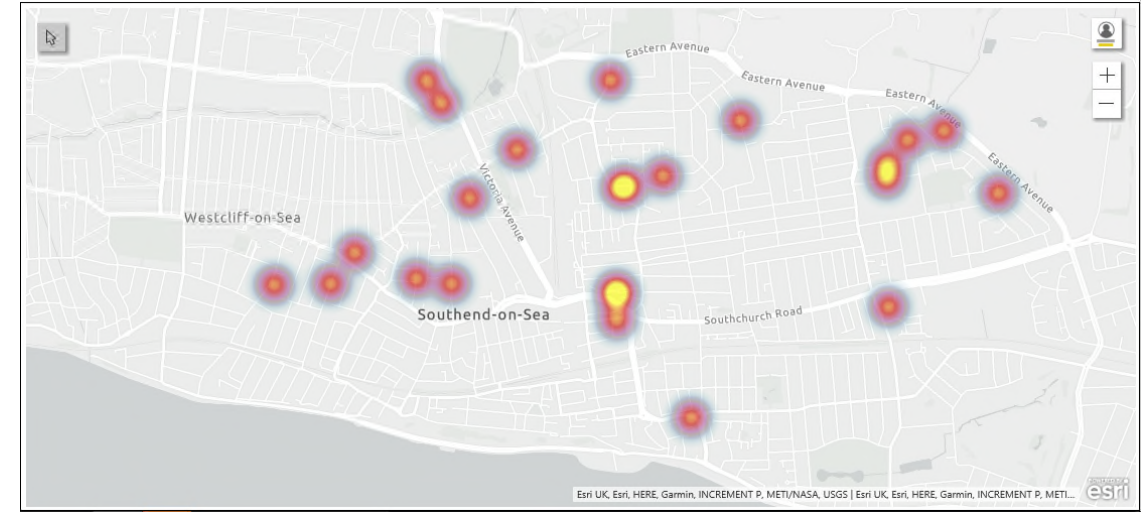 Eastern Avenue
Eastern Avenue
Eastern Avenue
Eastern Avenue
Victoria Avenue
Westcliff-on-Sea
Southend-on-Sea
Southchurch Road
Esri UK, Esri, HERE, Garmin, INCREMENT P, METI/NASA, USGS | Esri UK, Esri, HERE, Garmin, INCREMENT P, METI...
esri